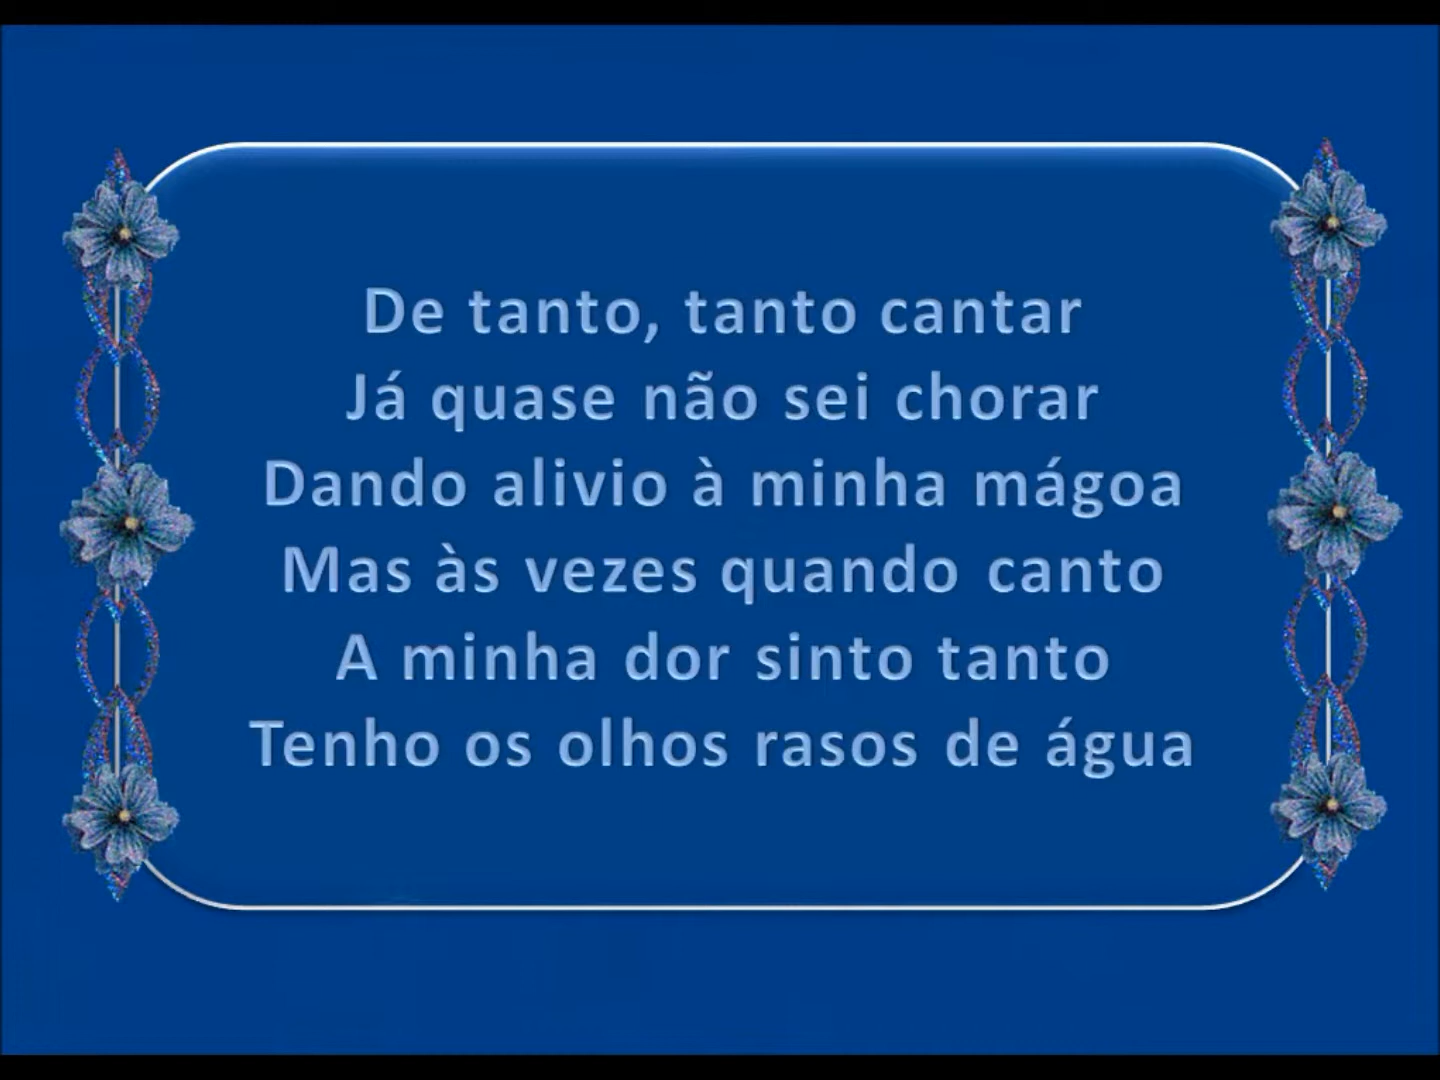 De tanto, tanto cantar
Já quase não sei chorar
Dando alivio à minha mágoa
Mas às vezes quando canto
A minha dor sinto tanto
Tenho os olhos rasos de água